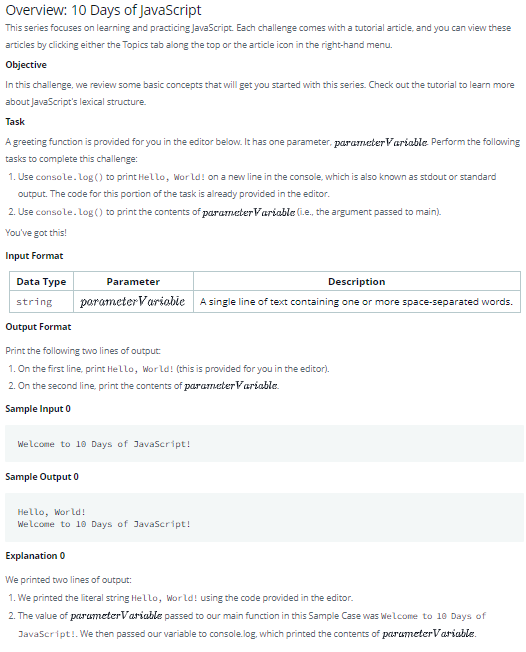 Overview: 10 Days of JavaScript
This series focuses on learning and practicing JavaScript. Each challenge comes with a tutorial article, and you can view these
articles by clicking either the Topics tab along the top or the article icon in the right-hand menu.
Objective
In this challenge, we review some basic concepts that will get you started with this series. Check out the tutorial to learn more
about JavaScript's lexical structure.
Task
A greeting function is provided for you in the editor below. It has one parameter, parameterVariable. Perform the following
tasks to complete this challenge:
1. Use console.log() to print Hello, World! on a new line in the console, which is also known as stdout or standard
output. The code for this portion of the task is already provided in the editor.
2. Use console.log() to print the contents of parameterVariable (i.e., the argument passed to main).
You've got this!
Input Format
Data Type Parameter Description
string parameterVariable A single line of text containing one or more space-separated words.
Output Format
Print the following two lines of output:
1. On the first line, print Hello, World! (this is provided for you in the editor).
2. On the second line, print the contents of parameterVariable.
Sample Input 0
Welcome to 10 Days of JavaScript!
Sample Output 0
Hello, World!
Welcome to 10 Days of JavaScript!
Explanation 0
We printed two lines of output:
1. We printed the literal string Hello, World! using the code provided in the editor.
2. The value of parameterVariable passed to our main function in this Sample Case was Welcome to 10 Days of
JavaScript!. We then passed our variable to console.log, which printed the contents of parameterVariable.